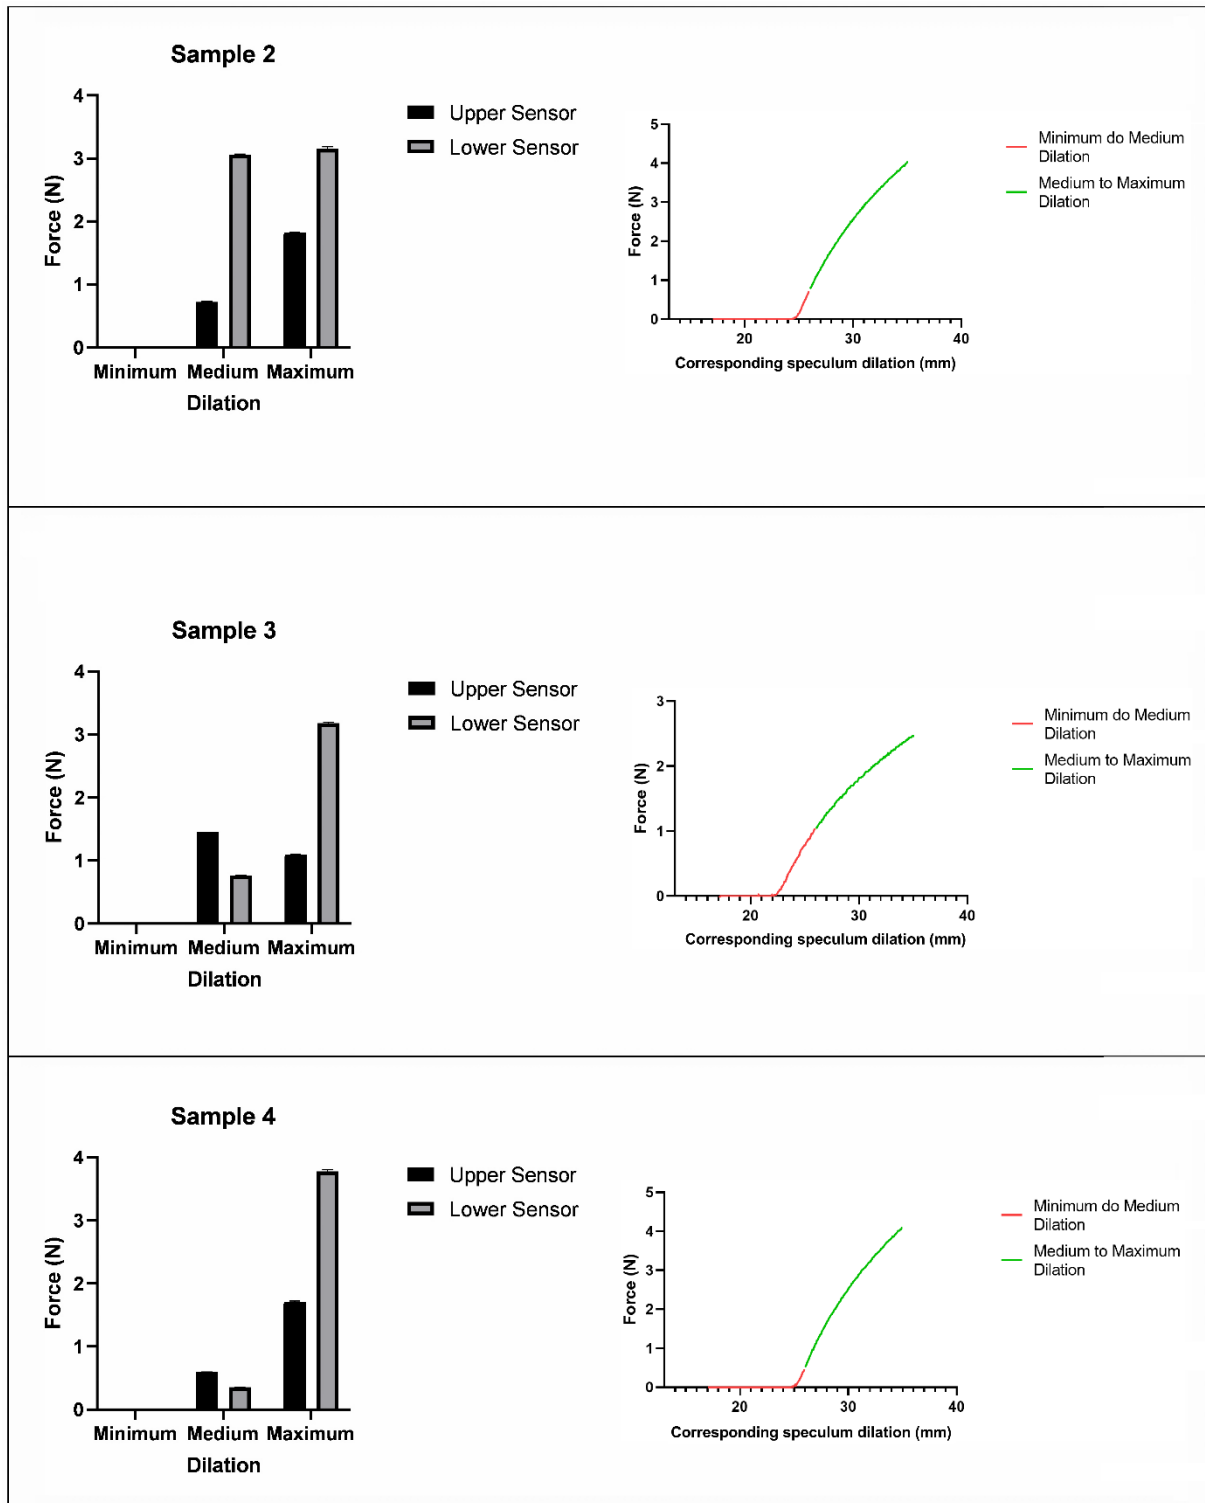 Sample 2
4
3
2
1
0
Force (N)
Minimum Medium Maximum
Dilation
Upper Sensor
Lower Sensor
5
4
3
2
1
0
Force (N)
20 30 40
Corresponding speculum dilation (mm)
Minimum do Medium
Dilation
Medium to Maximum
Dilation
Sample 3
4
3
2
1
0
Force (N)
Minimum Medium Maximum
Dilation
Upper Sensor
Lower Sensor
3
2
1
0
Force (N)
20 30 40
Corresponding speculum dilation (mm)
Minimum do Medium
Dilation
Medium to Maximum
Dilation
Sample 4
4
3
2
1
0
Force (N)
Minimum Medium Maximum
Dilation
Upper Sensor
Lower Sensor
5
4
3
2
1
0
Force (N)
20 30 40
Corresponding speculum dilation (mm)
Minimum do Medium
Dilation
Medium to Maximum
Dilation